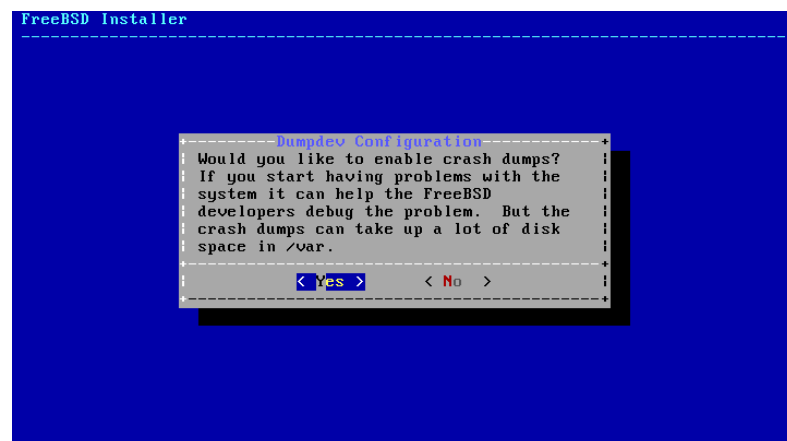 FreeBSD Installer
Dumpdev Configuration
Would you like to enable crash dumps?
If you start having problems with the
system it can help the FreeBSD
developers debug the problem.  But the
crash dumps can take up a lot of disk
space in /var.
< Yes > < No >